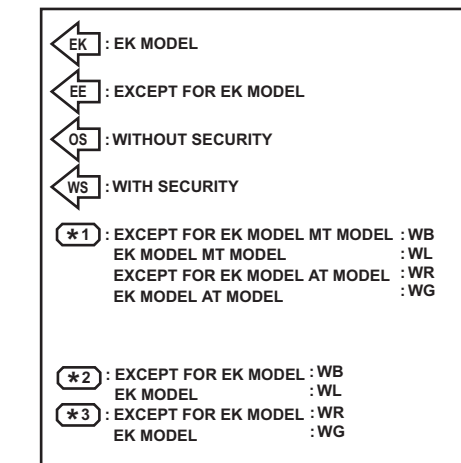 EK : EK MODEL
EE : EXCEPT FOR EK MODEL
OS : WITHOUT SECURITY
WS : WITH SECURITY
*1 : EXCEPT FOR EK MODEL MT MODEL : WB
EK MODEL MT MODEL : WL
EXCEPT FOR EK MODEL AT MODEL : WR
EK MODEL AT MODEL : WG
*2 : EXCEPT FOR EK MODEL : WB
EK MODEL : WL
*3 : EXCEPT FOR EK MODEL : WR
EK MODEL : WG